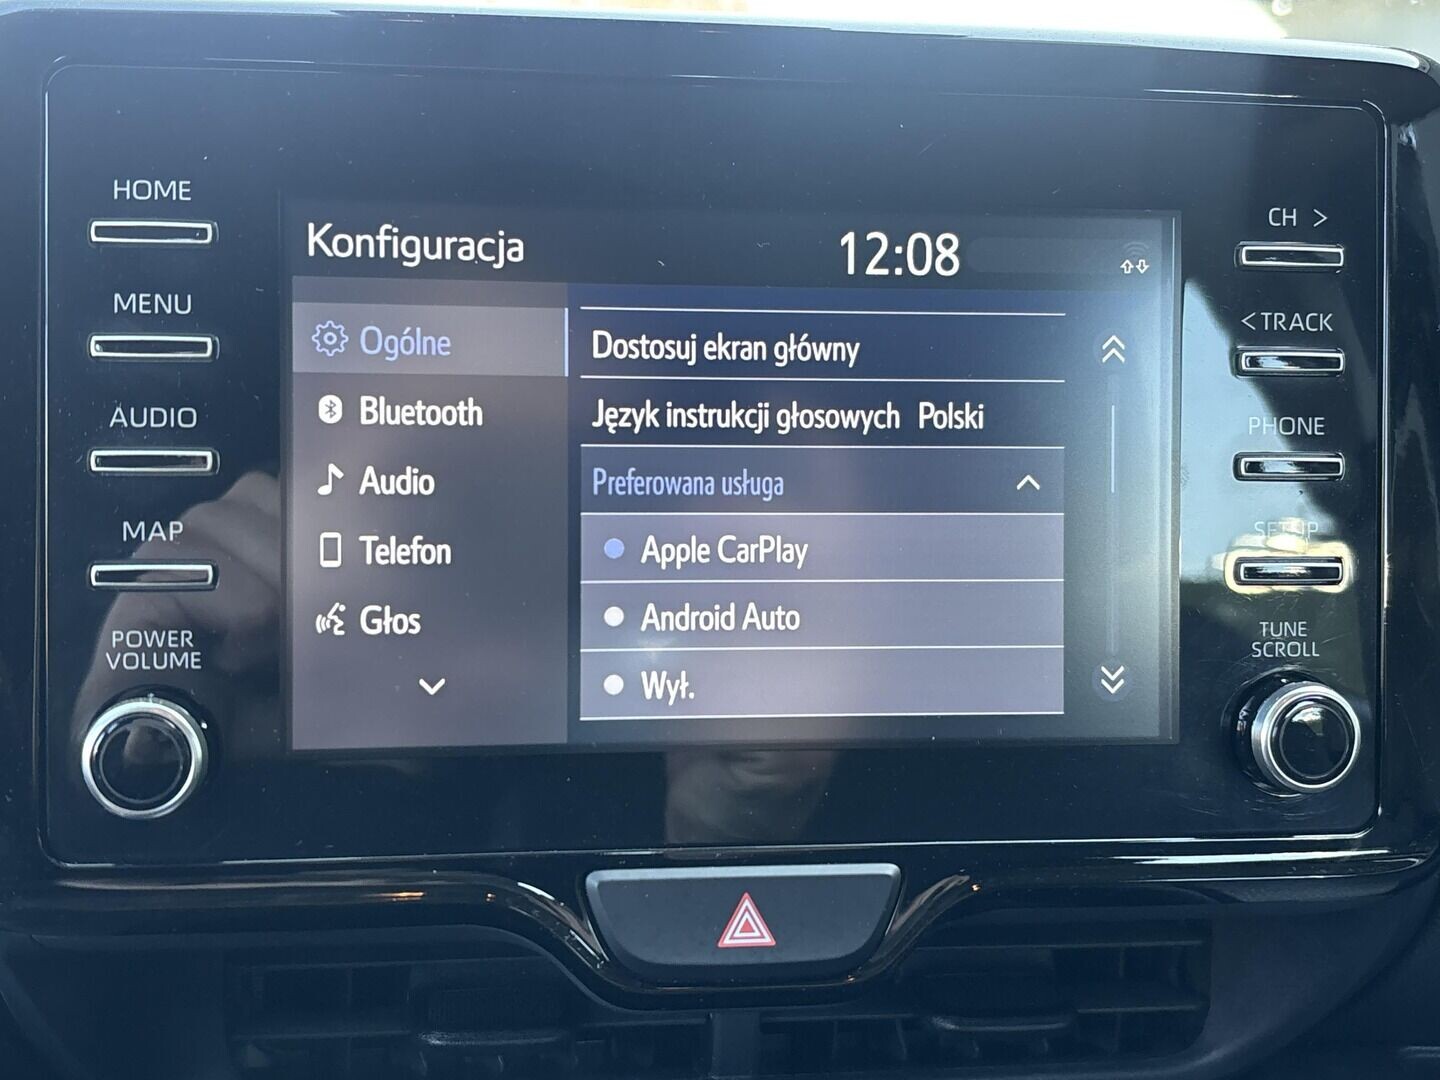 HOME
MENU
AUDIO
MAP
POWER
VOLUME
Konfiguracja
12:08
Ogólne
Bluetooth
Audio
Telefon
Głos
Dostosuj ekran główny
Język instrukcji głosowych Polski
Preferowana usługa
Apple CarPlay
Android Auto
Wył.
CH >
< TRACK
PHONE
SETUP
TUNE
SCROLL